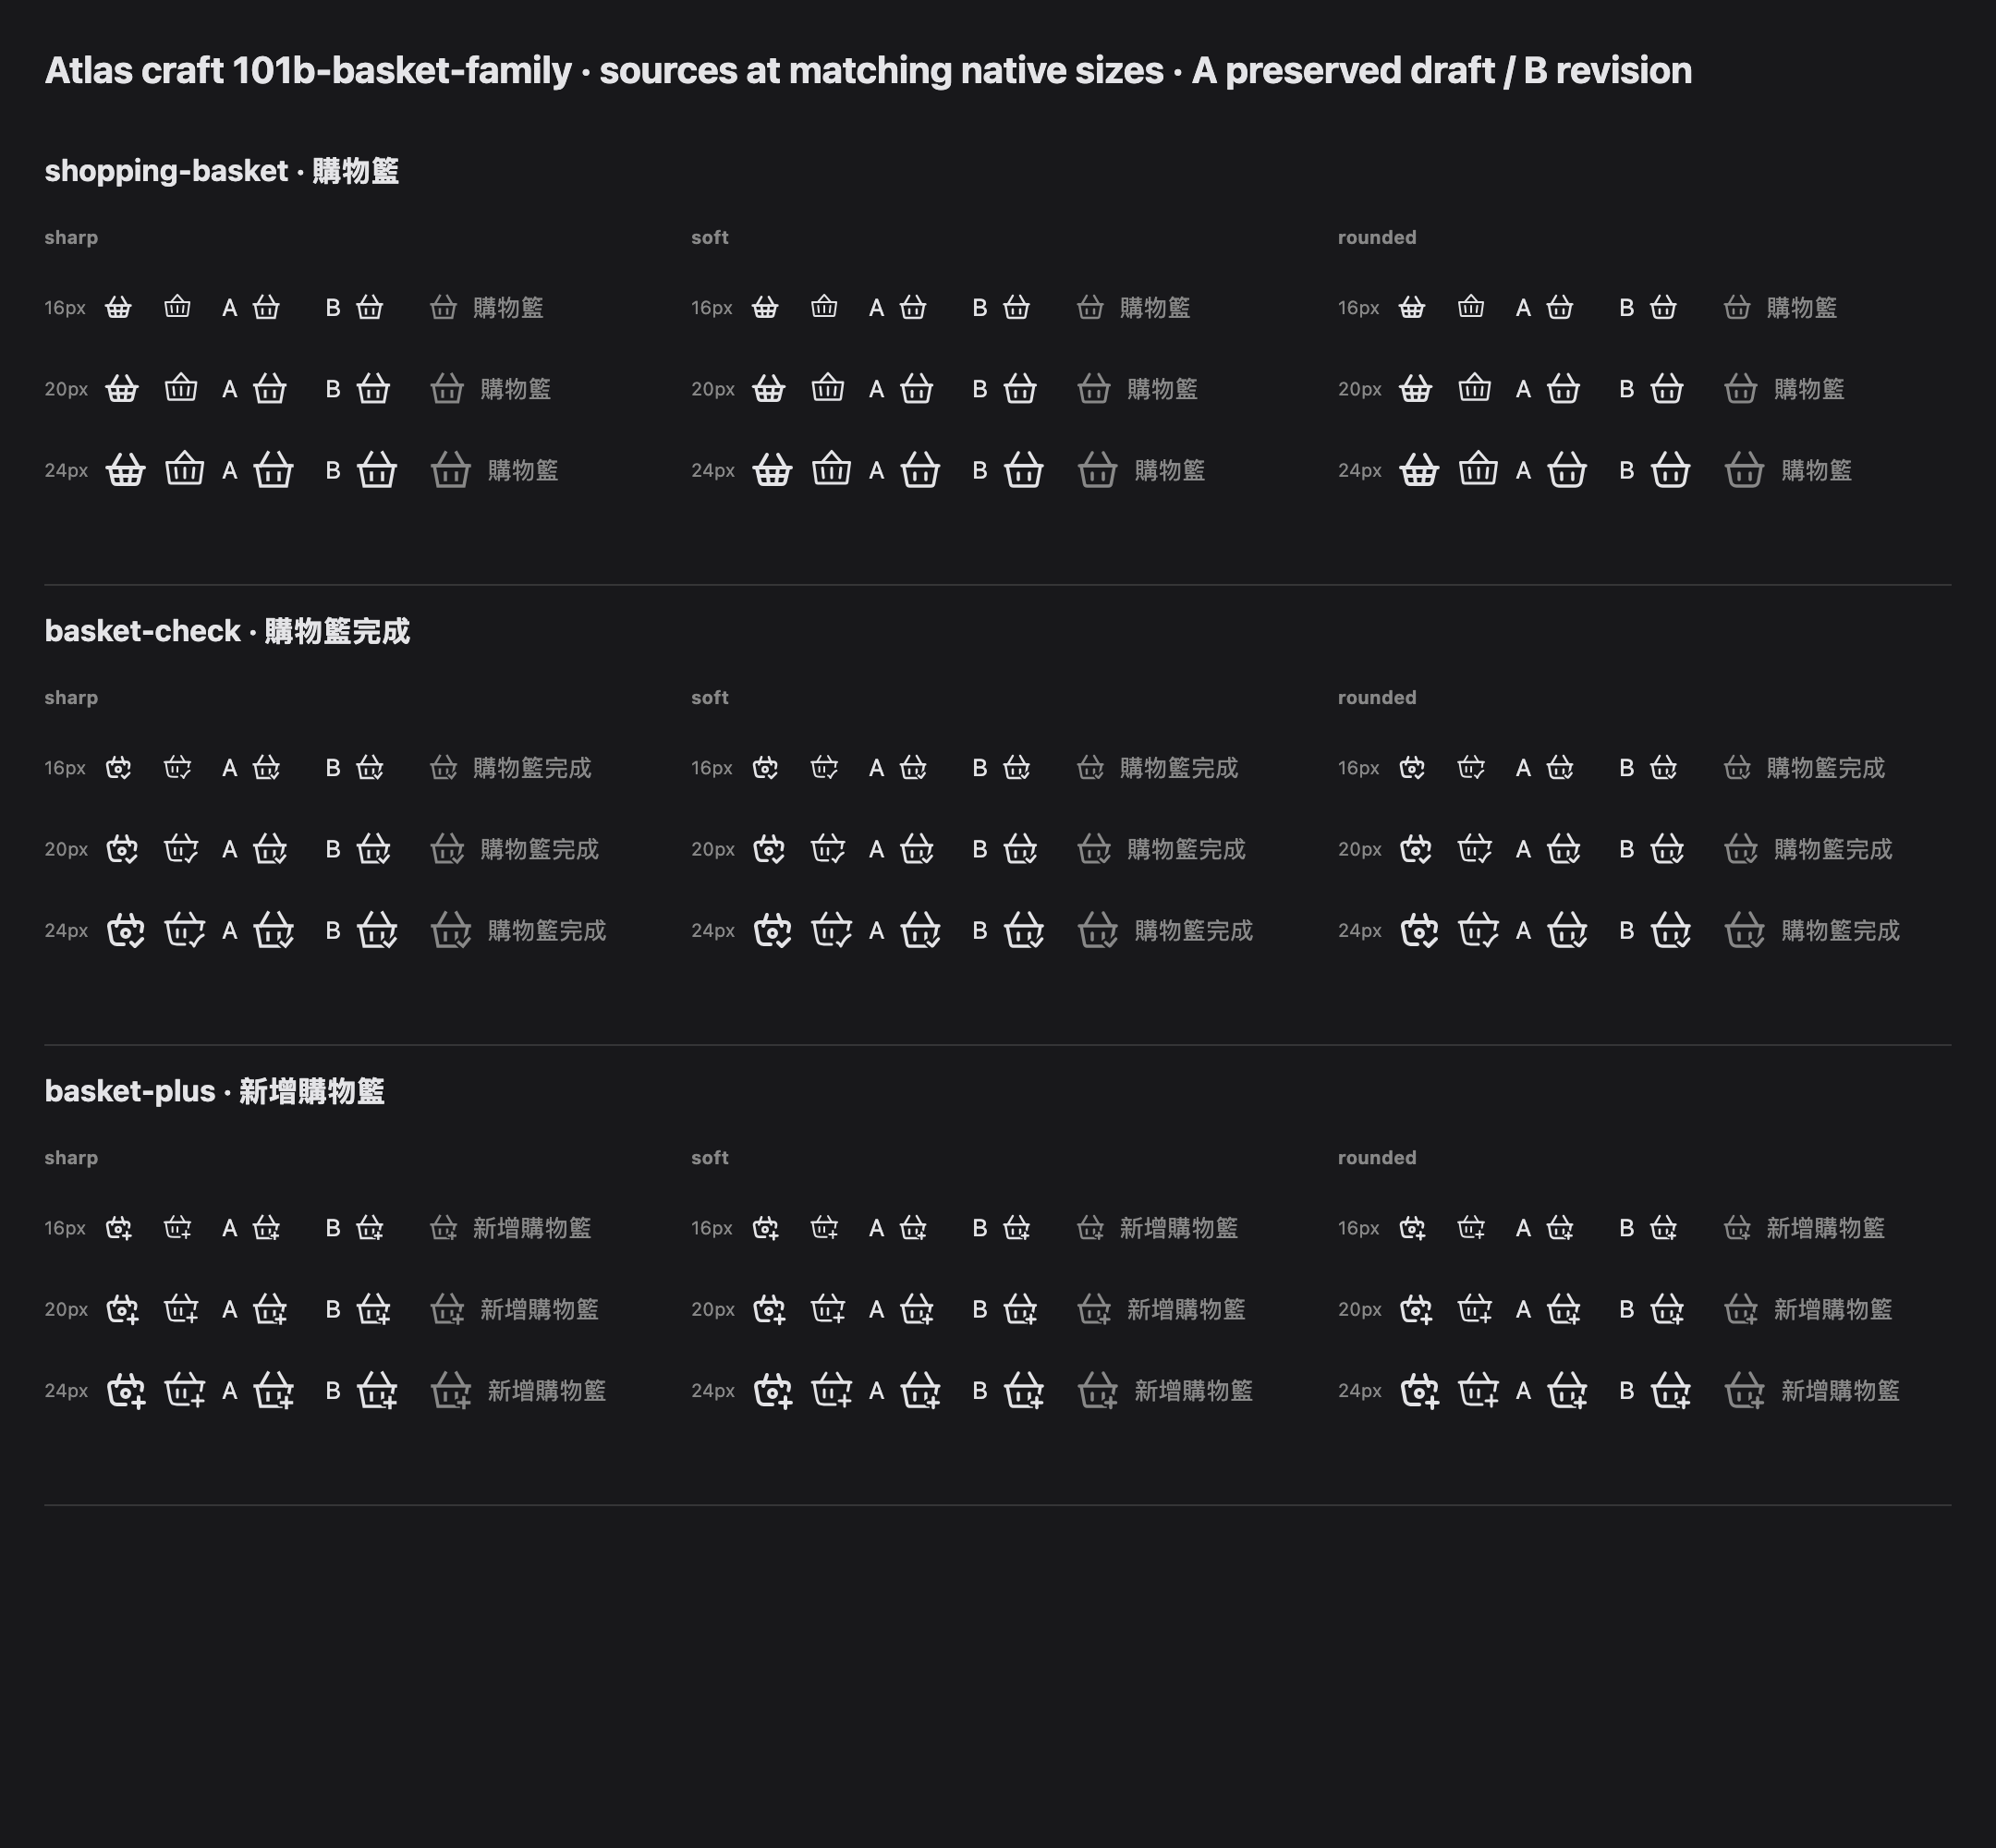 Atlas craft 101b-basket-family · sources at matching native sizes · A preserved draft / B revision
shopping-basket · 購物籃
sharp soft rounded
16px A B 購物籃 16px A B 購物籃 16px A B 購物籃
20px A B 購物籃 20px A B 購物籃 20px A B 購物籃
24px A B 購物籃 24px A B 購物籃 24px A B 購物籃
basket-check · 購物籃完成
sharp soft rounded
16px A B 購物籃完成 16px A B 購物籃完成 16px A B 購物籃完成
20px A B 購物籃完成 20px A B 購物籃完成 20px A B 購物籃完成
24px A B 購物籃完成 24px A B 購物籃完成 24px A B 購物籃完成
basket-plus · 新增購物籃
sharp soft rounded
16px A B 新增購物籃 16px A B 新增購物籃 16px A B 新增購物籃
20px A B 新增購物籃 20px A B 新增購物籃 20px A B 新增購物籃
24px A B 新增購物籃 24px A B 新增購物籃 24px A B 新增購物籃